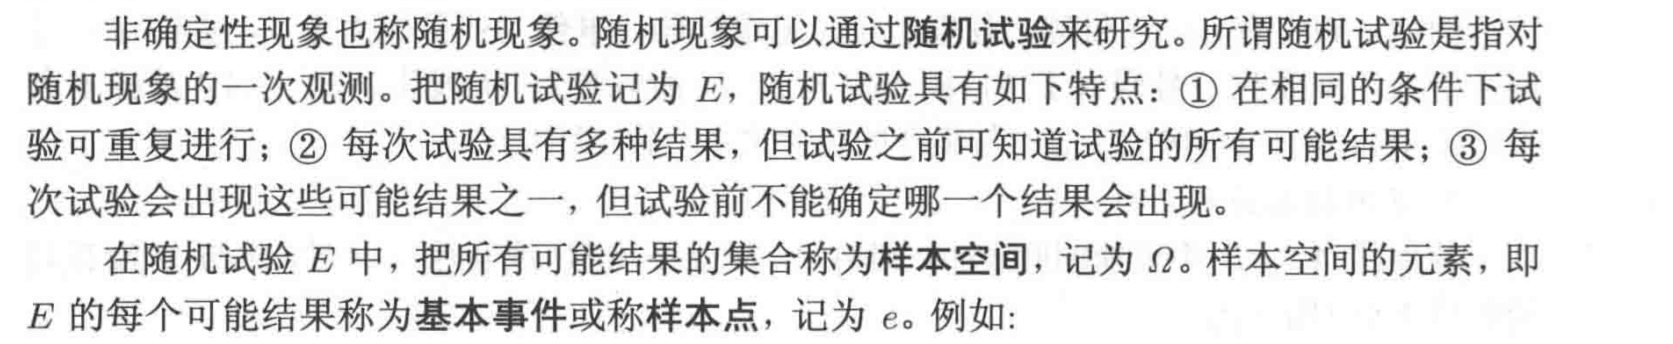 非确定性现象也称随机现象。随机现象可以通过随机试验来研究。所谓随机试验是指对
随机现象的一次观测。把随机试验记为 E，随机试验具有如下特点：① 在相同的条件下试
验可重复进行；② 每次试验具有多种结果，但试验之前可知道试验的所有可能结果；③ 每
次试验会出现这些可能结果之一，但试验前不能确定哪一个结果会出现。
在随机试验 E 中，把所有可能结果的集合称为样本空间，记为 Ω。样本空间的元素，即
E 的每个可能结果称为基本事件或称样本点，记为 e。例如: